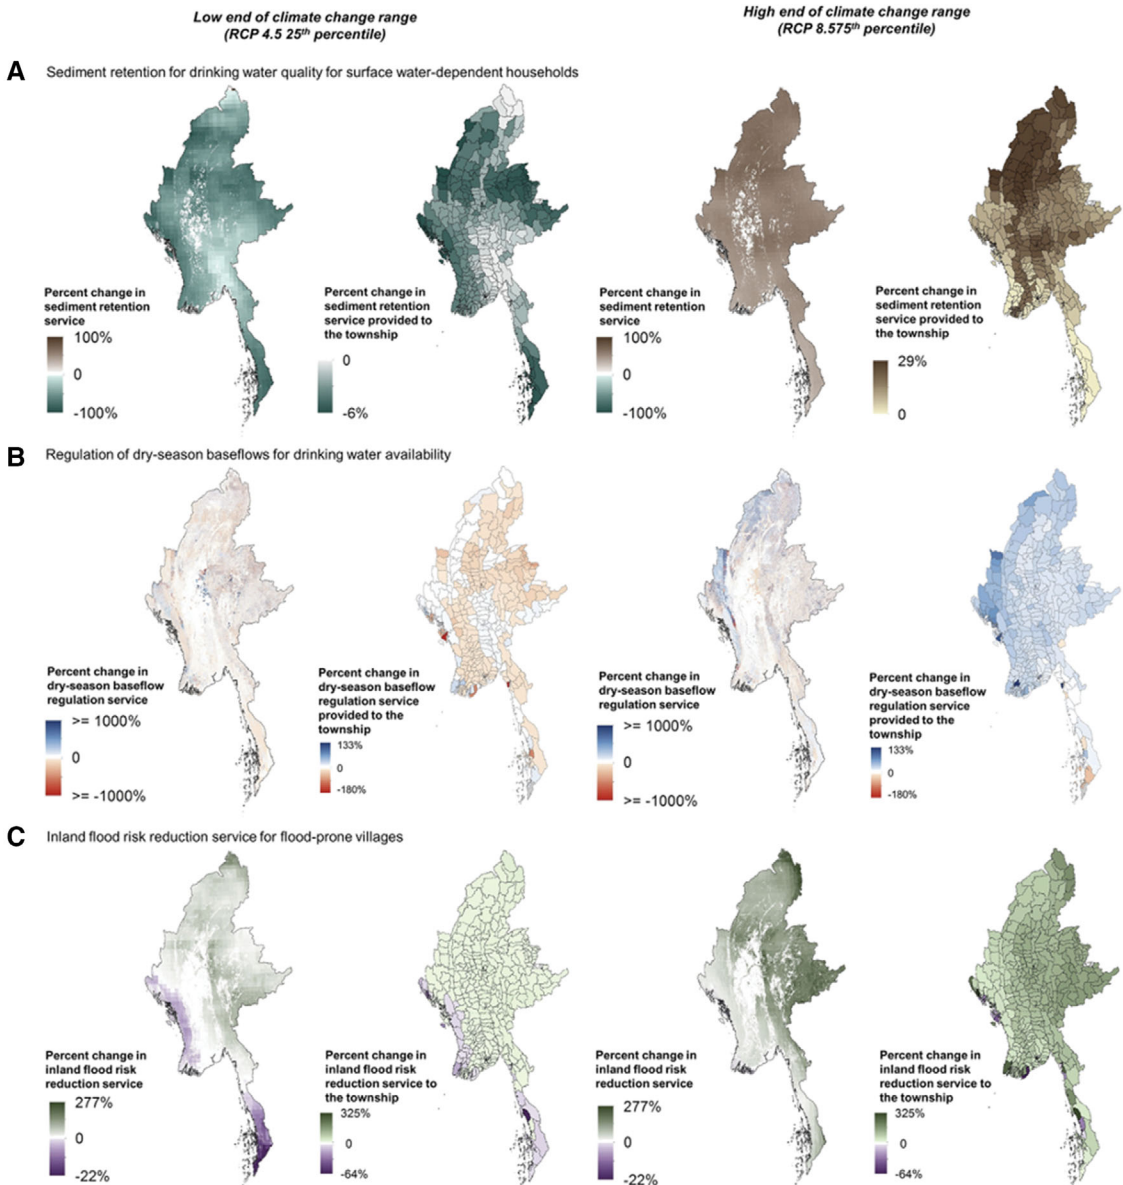 Low end of climate change range
(RCP 4.5 25th percentile)
High end of climate change range
(RCP 8.575th percentile)
A
Sediment retention for drinking water quality for surface water-dependent households
Percent change in
sediment retention
service
100%
0
-100%
Percent change in
sediment retention
service provided to
the township
0
-6%
Percent change in
sediment retention
service
100%
0
-100%
Percent change in
sediment retention
service provided to
the township
29%
0
B
Regulation of dry-season baseflows for drinking water availability
Percent change in
dry-season baseflow
regulation service
>= 1000%
0
>= -1000%
Percent change in
dry-season baseflow
regulation service
provided to the
township
133%
0
-180%
Percent change in
dry-season baseflow
regulation service
>= 1000%
0
>= -1000%
Percent change in
dry-season baseflow
regulation service
provided to the
township
133%
0
-180%
C
Inland flood risk reduction service for flood-prone villages
Percent change in
inland flood risk
reduction service
277%
0
-22%
Percent change in
inland flood risk
reduction service to
the township
325%
0
-64%
Percent change in
inland flood risk
reduction service
277%
0
-22%
Percent change in
inland flood risk
reduction service to
the township
325%
0
-64%